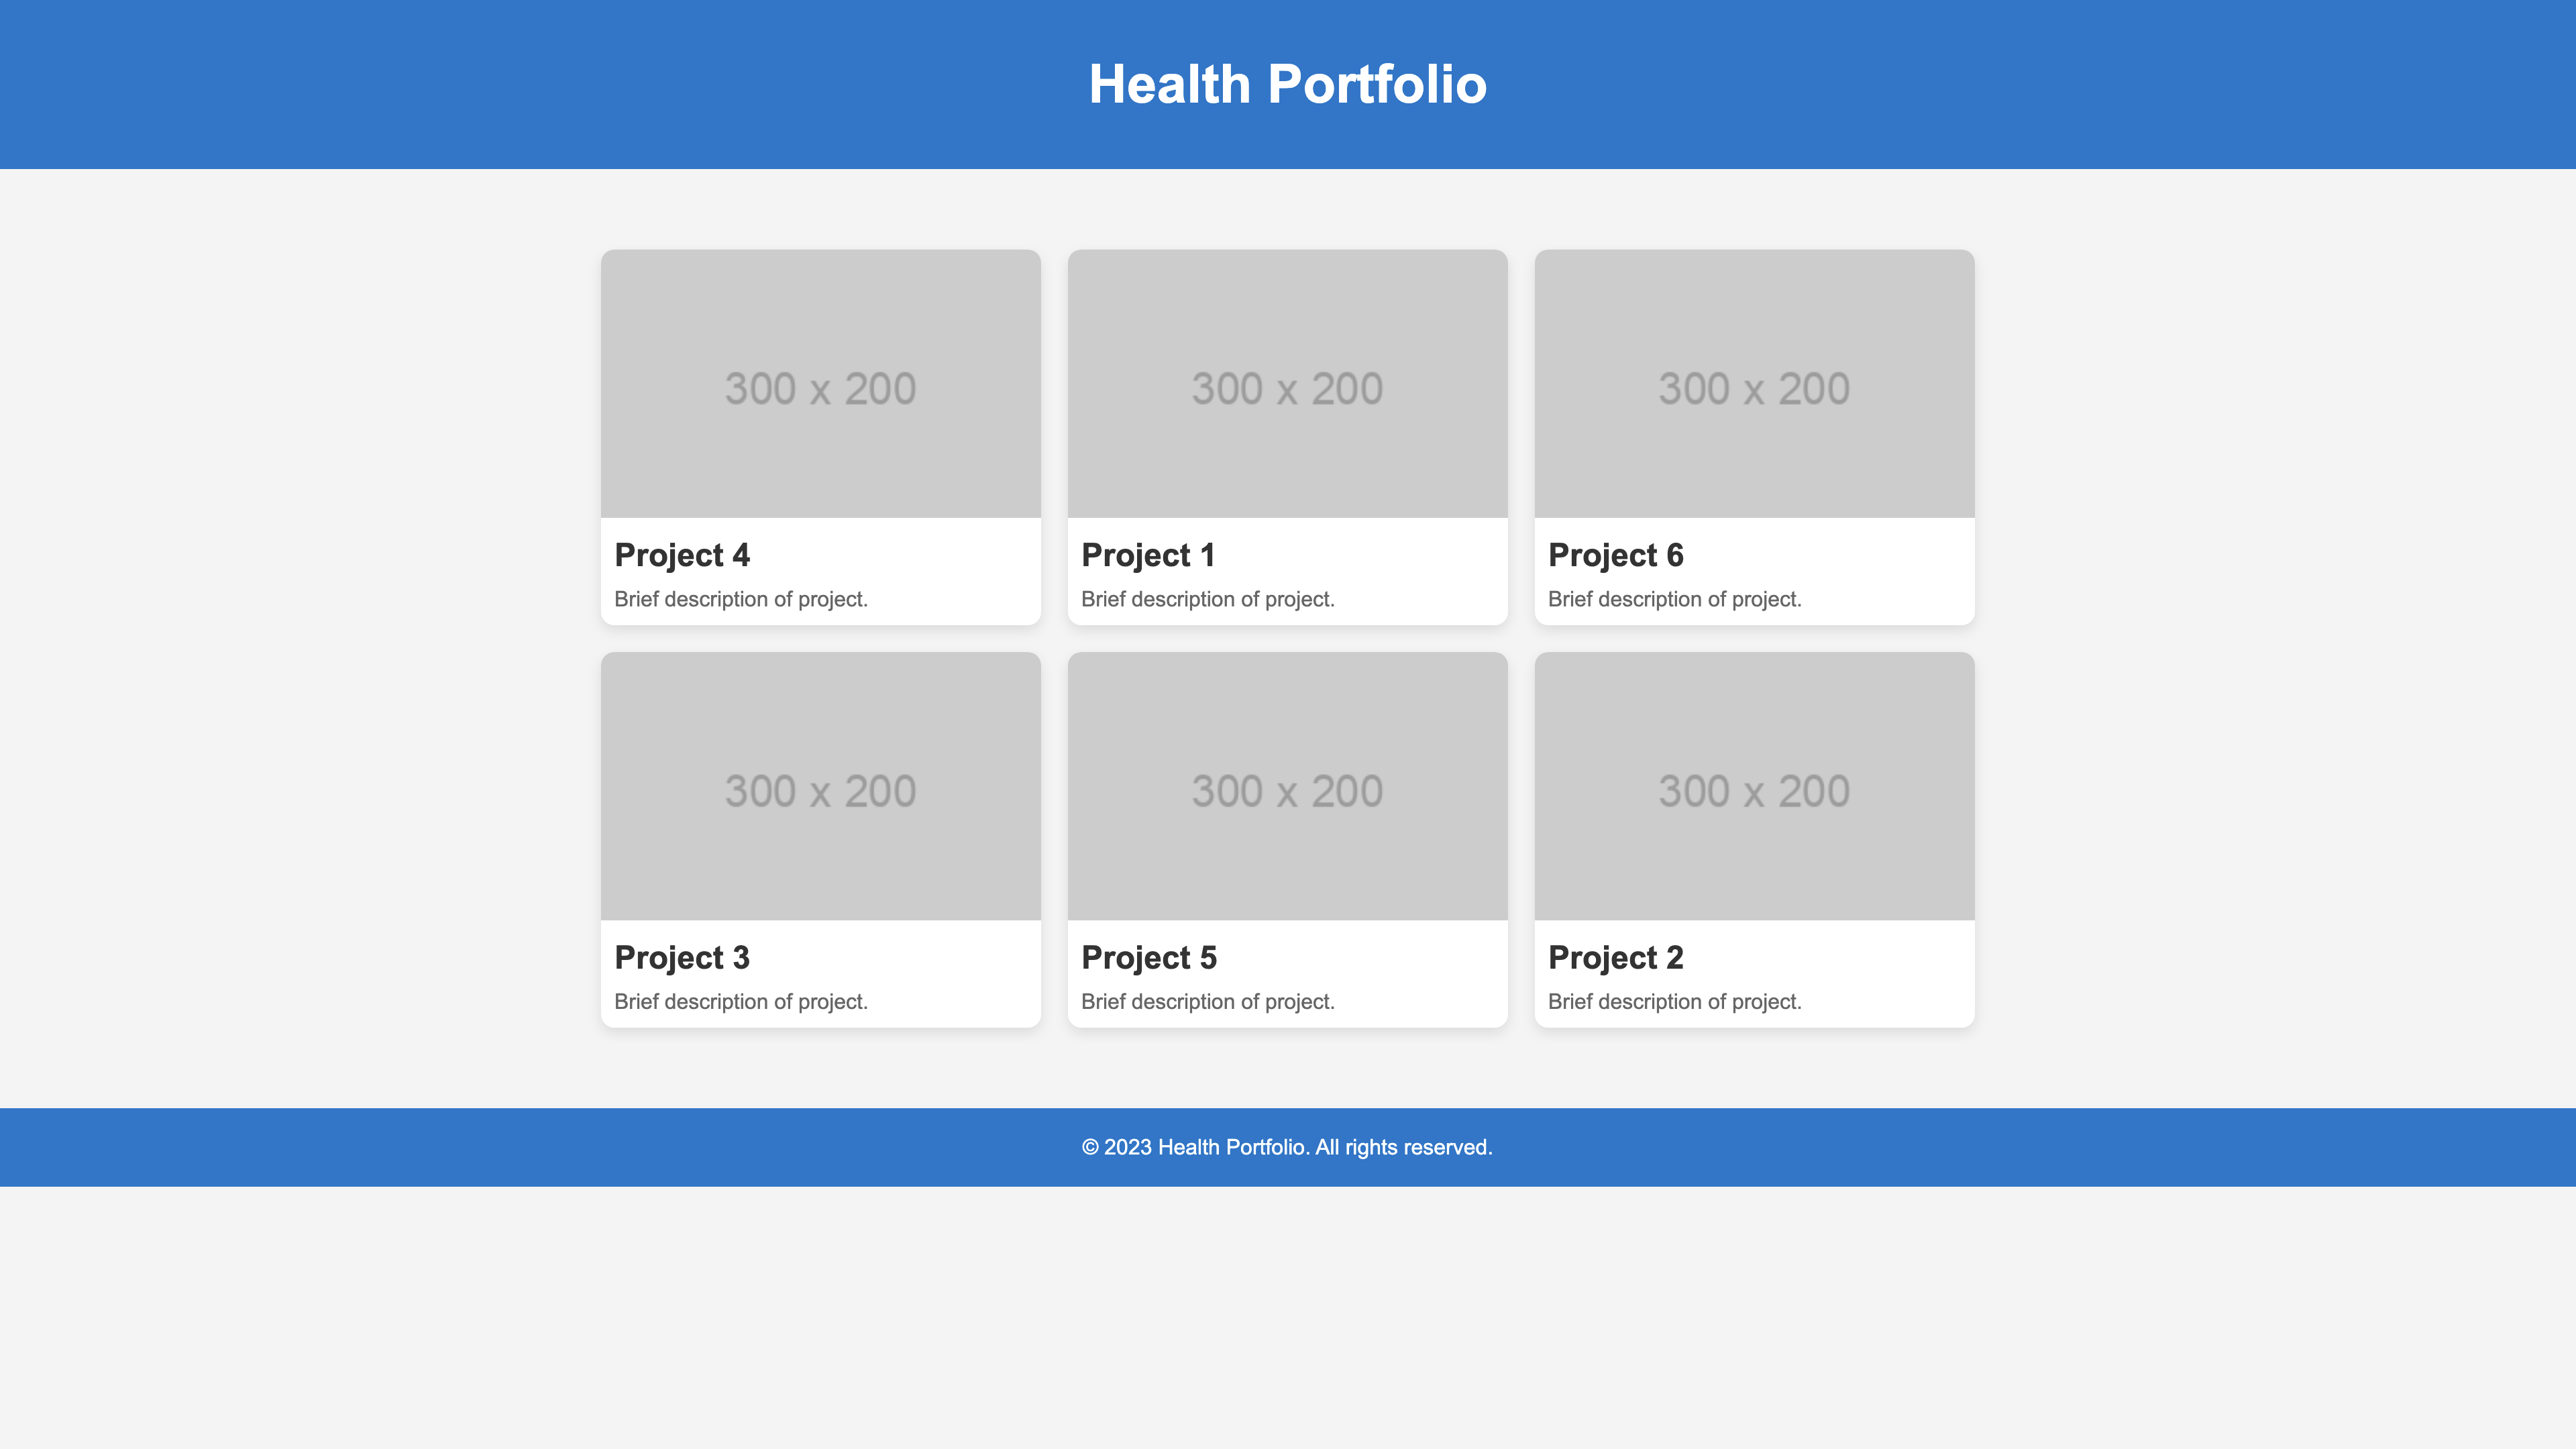 Health Portfolio
300 x 200
300 x 200
300 x 200
Project 4
Brief description of project.
Project 1
Brief description of project.
Project 6
Brief description of project.
300 x 200
300 x 200
300 x 200
Project 3
Brief description of project.
Project 5
Brief description of project.
Project 2
Brief description of project.
© 2023 Health Portfolio. All rights reserved.